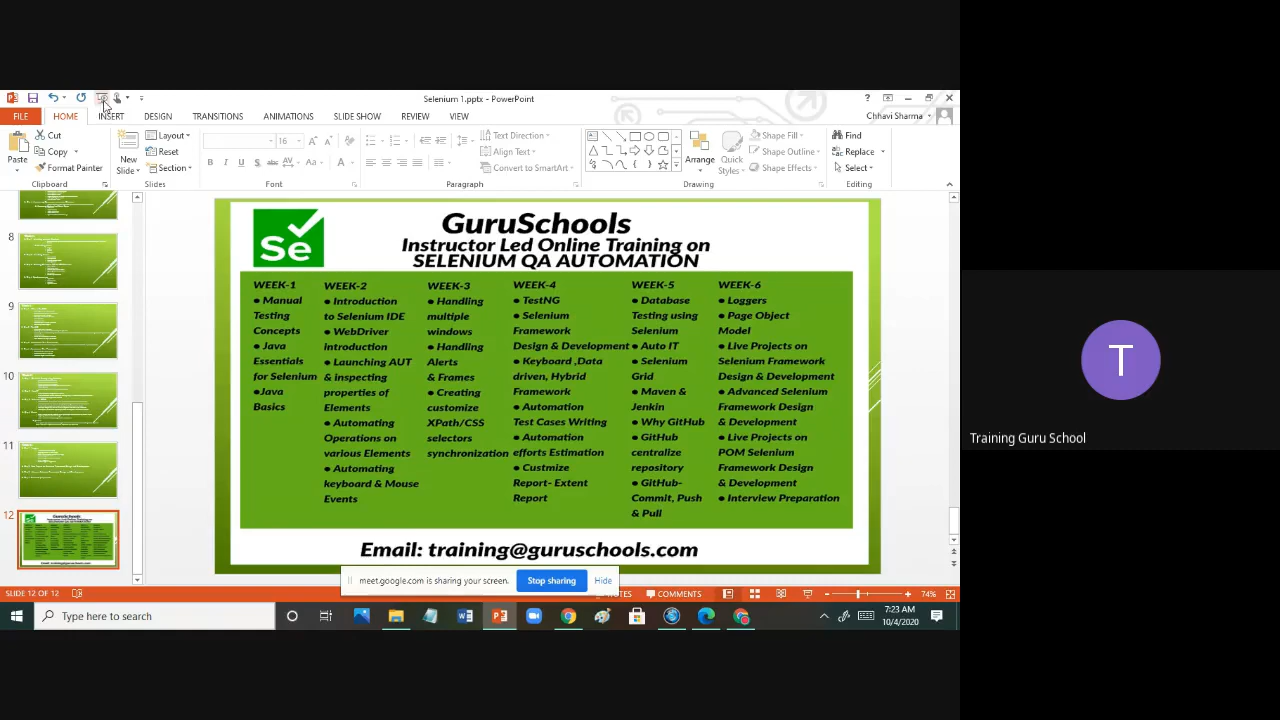 Selenium 1.pptx - PowerPoint
?
FILE HOME INSERT DESIGN TRANSITIONS ANIMATIONS SLIDE SHOW REVIEW VIEW
Chhavi Sharma
Paste
Cut
Copy
Format Painter
Clipboard
New
Slide
Layout
Reset
Section
Slides
16
B I U S abc AV Aa A
Font
Text Direction
Align Text
Convert to SmartArt
Paragraph
Arrange
Quick
Styles
Shape Fill
Shape Outline
Shape Effects
Drawing
Find
Replace
Select
Editing
8
9
10
11
12
Se
GuruSchools
Instructor Led Online Training on
SELENIUM QA AUTOMATION
WEEK-1
● Manual
Testing
Concepts
● Java
Essentials
for Selenium
●Java
Basics
WEEK-2
● Introduction
to Selenium IDE
● WebDriver
introduction
● Launching AUT
& inspecting
properties of
Elements
● Automating
Operations on
various Elements
● Automating
keyboard & Mouse
Events
WEEK-3
● Handling
multiple
windows
● Handling
Alerts
& Frames
● Creating
customize
XPath/CSS
selectors
synchronization
WEEK-4
● TestNG
● Selenium
Framework
Design & Development
● Keyboard ,Data
driven, Hybrid
Framework
● Automation
Test Cases Writing
● Automation
efforts Estimation
● Custmize
Report- Extent
Report
WEEK-5
● Database
Testing using
Selenium
● Auto IT
● Selenium
Grid
● Maven &
Jenkin
● Why GitHub
● GitHub
centralize
repository
● GitHub-
Commit, Push
& Pull
WEEK-6
● Loggers
● Page Object
Model
● Live Projects on
Selenium Framework
Design & Development
● Advanced Selenium
Framework Design
& Development
● Live Projects on
POM Selenium
Framework Design
& Development
● Interview Preparation
Email: training@guruschools.com
meet.google.com is sharing your screen. Stop sharing Hide
SLIDE 12 OF 12
COMMENTS
74%
Type here to search
7:23 AM
10/4/2020
T
Training Guru School